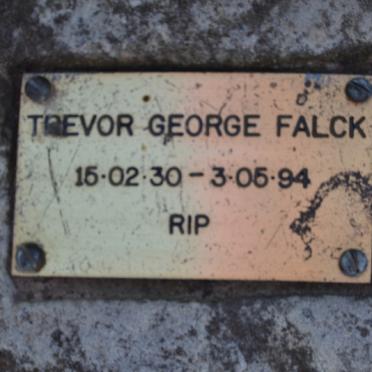 TREVOR GEORGE FALCK
15·02·30 - 3·05·94
RIP